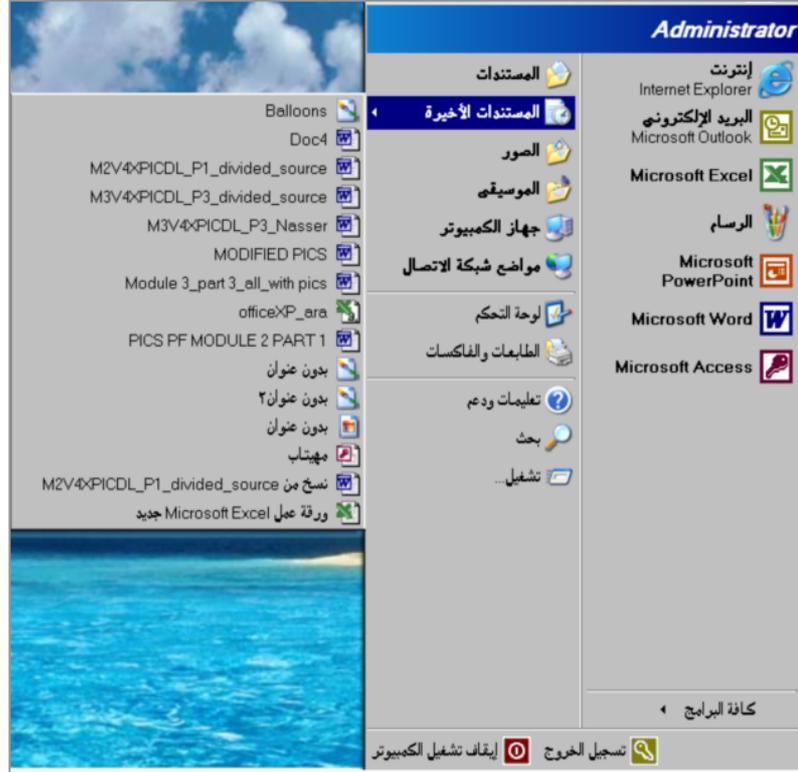 Administrator
إنترنت
Internet Explorer
البريد الإلكتروني
Microsoft Outlook
Microsoft Excel
الرسام
Microsoft
PowerPoint
Microsoft Word
Microsoft Access
كافة البرامج
المستندات
المستندات الأخيرة
الصور
الموسيقى
جهاز الكمبيوتر
مواضع شبكة الاتصال
لوحة التحكم
الطابعات والفاكسات
تعليمات ودعم
بحث
تشغيل...
Balloons
Doc4
M2V4XPICDL_P1_divided_source
M3V4XPICDL_P3_divided_source
M3V4XPICDL_P3_Nasser
MODIFIED PICS
Module 3_part 3_all_with pics
officeXP_ara
PICS PF MODULE 2 PART 1
بدون عنوان
بدون عنوان٢
بدون عنوان
مهيتاب
نسخ من M2V4XPICDL_P1_divided_source
ورقة عمل Microsoft Excel جديد
تسجيل الخروج
إيقاف تشغيل الكمبيوتر